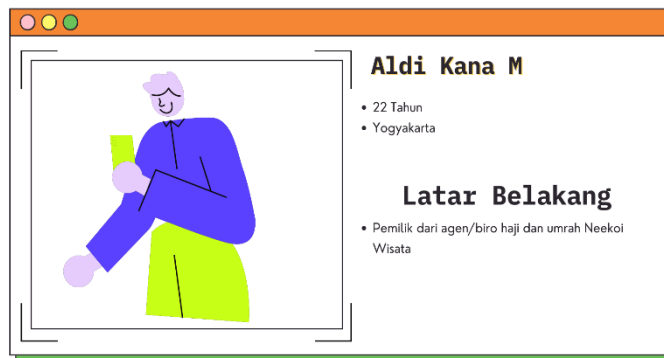 Aldi Kana M
• 22 Tahun
• Yogyakarta
Latar Belakang
• Pemilik dari agen/biro haji dan umrah Neekoi
Wisata